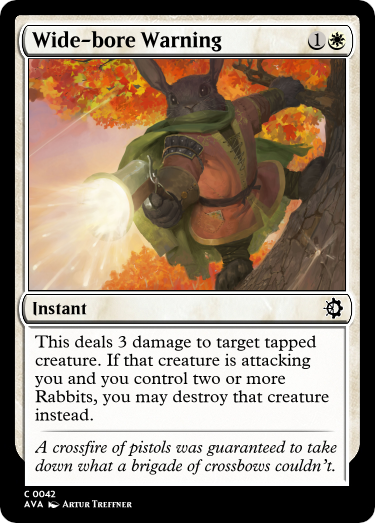 Wide-bore Warning 1
Instant
This deals 3 damage to target tapped
creature. If that creature is attacking
you and you control two or more
Rabbits, you may destroy that creature
instead.
A crossfire of pistols was guaranteed to take
down what a brigade of crossbows couldn't.
C 0042
AVA Artur Treffner